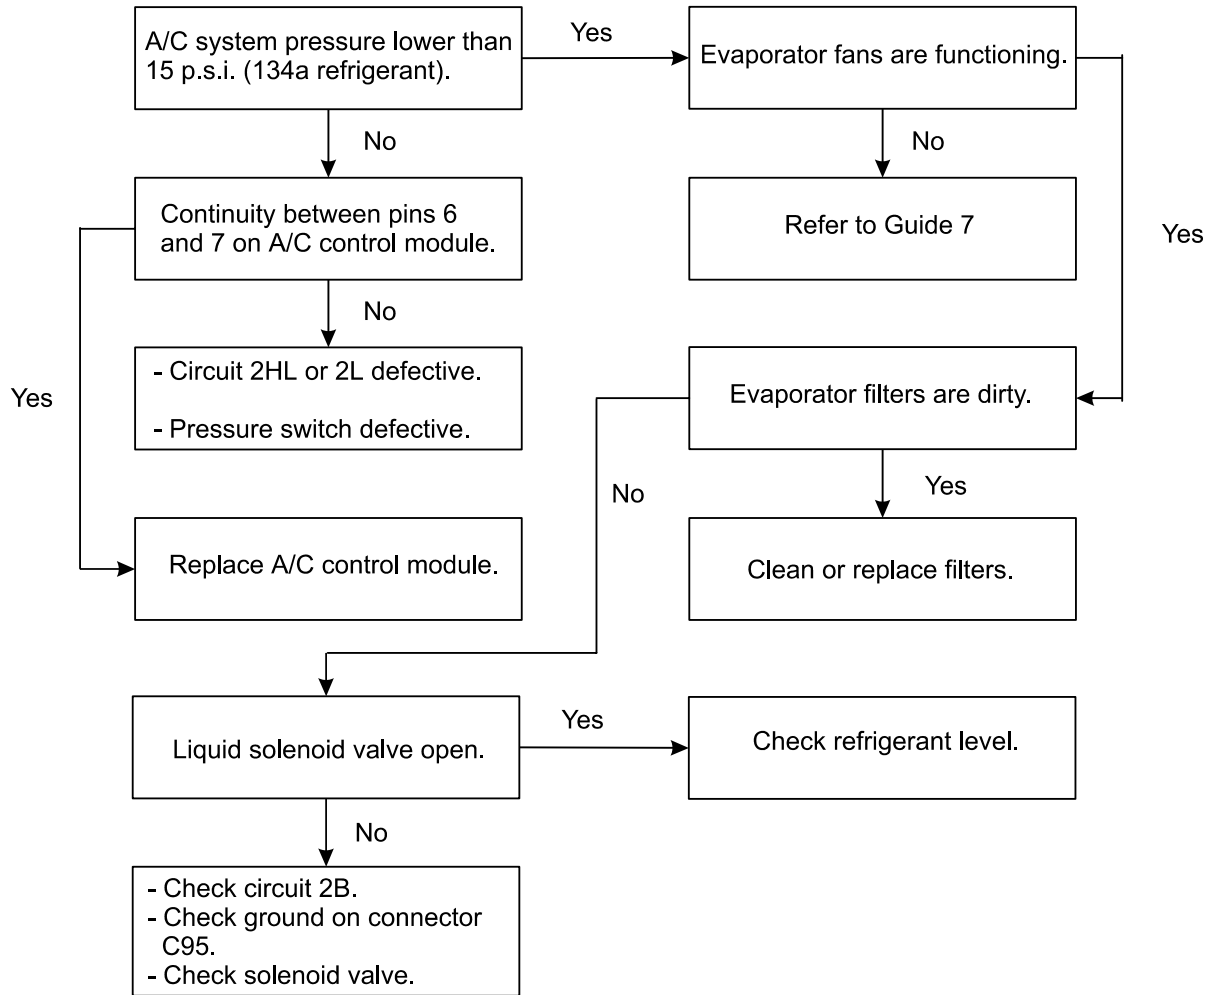 A/C system pressure lower than
15 p.s.i. (134a refrigerant).
Yes
Evaporator fans are functioning.
No
No
Continuity between pins 6
and 7 on A/C control module.
Refer to Guide 7
Yes
No
- Circuit 2HL or 2L defective.
- Pressure switch defective.
Yes
Evaporator filters are dirty.
No
Yes
Replace A/C control module.
Clean or replace filters.
Liquid solenoid valve open.
Yes
Check refrigerant level.
No
- Check circuit 2B.
- Check ground on connector
C95.
- Check solenoid valve.